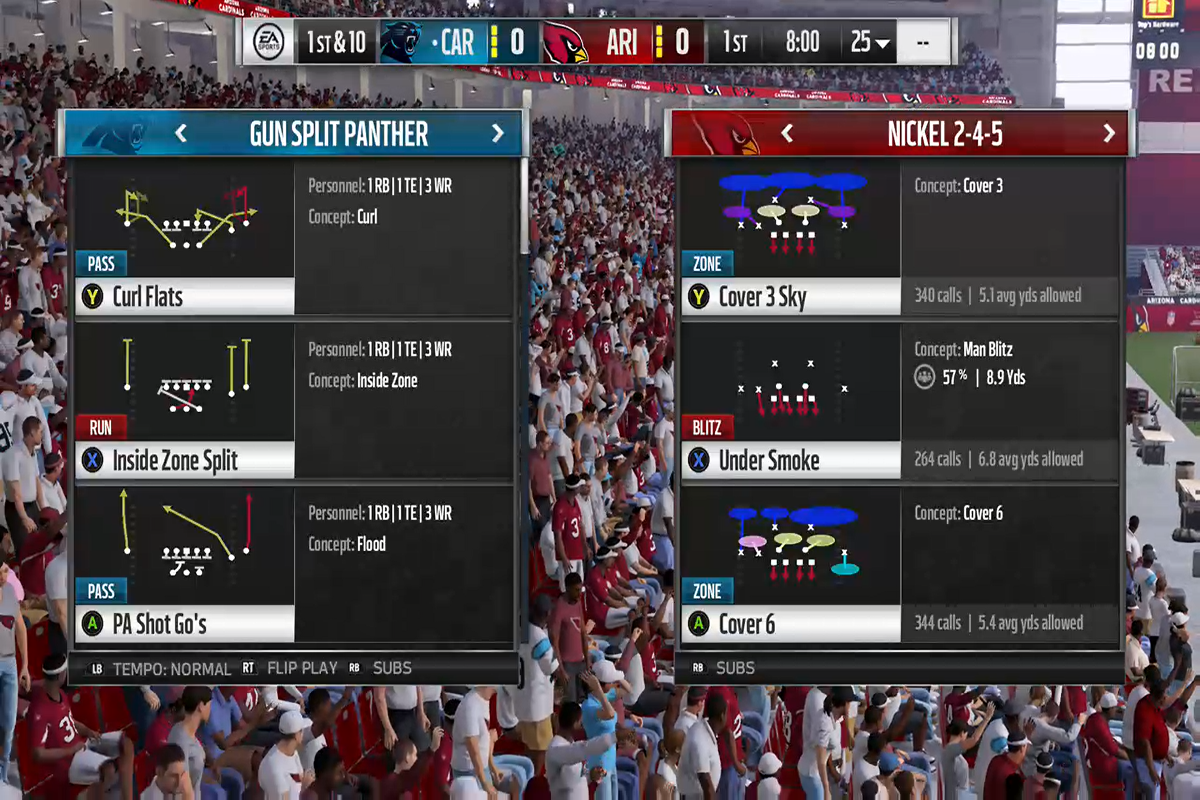 EA SPORTS 1ST & 10 ·CAR 0 ARI 0 1ST 8:00 25 --
08 00
RE
GUN SPLIT PANTHER
Personnel: 1 RB | 1 TE | 3 WR
Concept: Curl
PASS
Y Curl Flats
Personnel: 1 RB | 1 TE | 3 WR
Concept: Inside Zone
RUN
X Inside Zone Split
Personnel: 1 RB | 1 TE | 3 WR
Concept: Flood
PASS
A PA Shot Go's
LB TEMPO: NORMAL RT FLIP PLAY RB SUBS
NICKEL 2-4-5
Concept: Cover 3
ZONE
Y Cover 3 Sky
340 calls | 5.1 avg yds allowed
Concept: Man Blitz
57% | 8.9 Yds
BLITZ
X Under Smoke
264 calls | 6.8 avg yds allowed
Concept: Cover 6
ZONE
A Cover 6
344 calls | 5.4 avg yds allowed
RB SUBS